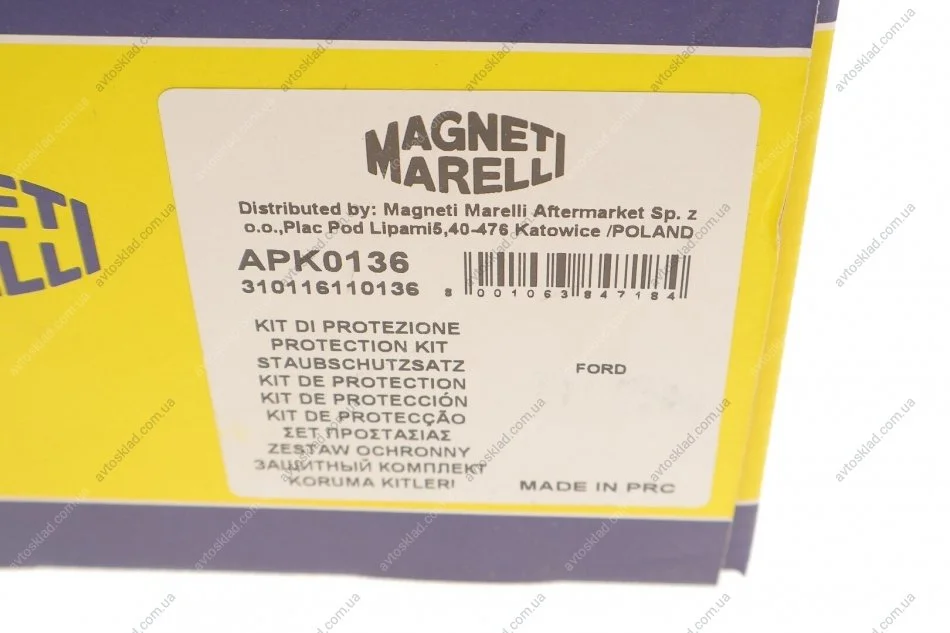 MAGNETI
MARELLI
Distributed by: Magneti Marelli Aftermarket Sp. z
o.o.,Plac Pod Lipami5,40-476 Katowice /POLAND
APK0136
310116110136
8 001063 847184
KIT DI PROTEZIONE
PROTECTION KIT
STAUBSCHUTZSATZ
KIT DE PROTECTION
KIT DE PROTECCIÓN
KIT DE PROTECÇÃO
ΣΕΤ ΠΡΟΣΤΑΣΙΑΣ
ZESTAW OCHRONNY
ЗАЩИТНЫЙ КОМПЛЕКТ
KORUMA KITLERI
FORD
MADE IN PRC
ETI
ELLI
avtosklad.com.ua